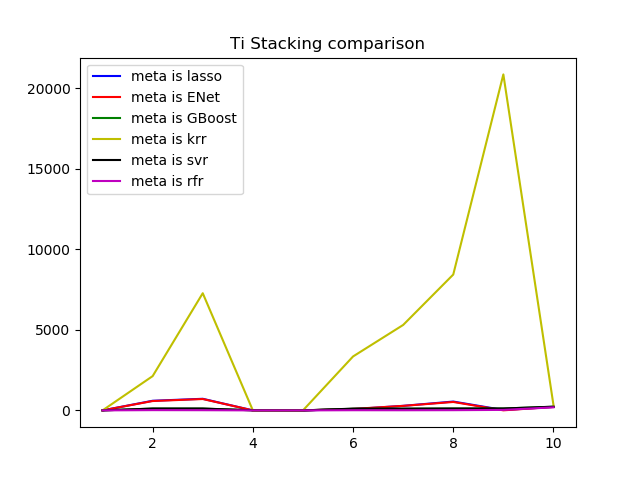 Ti Stacking comparison
meta is lasso
meta is ENet
meta is GBoost
meta is krr
meta is svr
meta is rfr
20000
15000
10000
5000
0
2 4 6 8 10